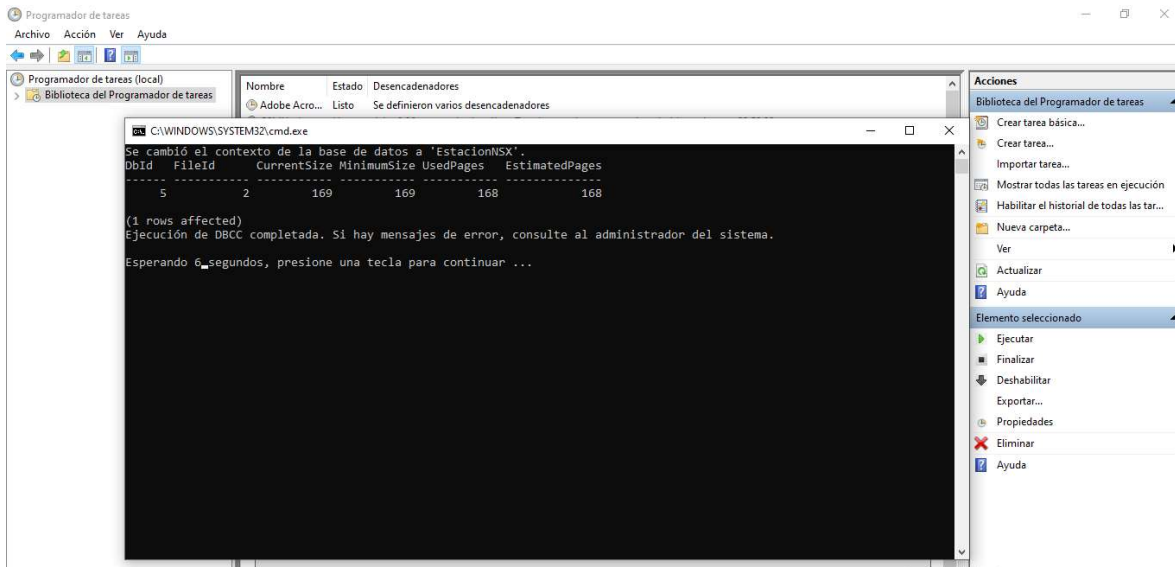 Programador de tareas
Archivo Acción Ver Ayuda
Programador de tareas (local)
Biblioteca del Programador de tareas
Nombre Estado Desencadenadores
Adobe Acro... Listo Se definieron varios desencadenadores
C:\WINDOWS\SYSTEM32\cmd.exe
Se cambió el contexto de la base de datos a 'EstacionNSX'.
DbId FileId CurrentSize MinimumSize UsedPages EstimatedPages
------ ----------- ----------- ----------- ----------- --------------
5 2 169 169 168 168
(1 rows affected)
Ejecución de DBCC completada. Si hay mensajes de error, consulte al administrador del sistema.
Esperando 6 segundos, presione una tecla para continuar ...
Acciones
Biblioteca del Programador de tareas
Crear tarea básica...
Crear tarea...
Importar tarea...
Mostrar todas las tareas en ejecución
Habilitar el historial de todas las tar...
Nueva carpeta...
Ver
Actualizar
Ayuda
Elemento seleccionado
Ejecutar
Finalizar
Deshabilitar
Exportar...
Propiedades
Eliminar
Ayuda